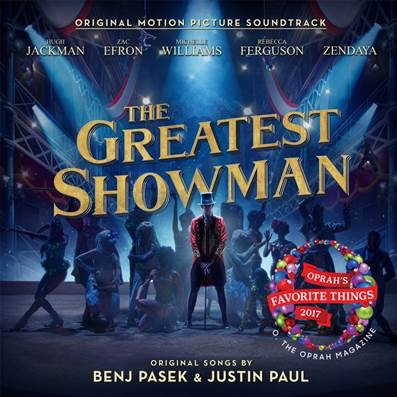 ORIGINAL MOTION PICTURE SOUNDTRACK
HUGH JACKMAN
ZAC EFRON
MICHELLE WILLIAMS
REBECCA FERGUSON
ZENDAYA
THE
GREATEST
SHOWMAN
OPRAH'S
FAVORITE THINGS
2017
O, THE OPRAH MAGAZINE
ORIGINAL SONGS BY
BENJ PASEK & JUSTIN PAUL